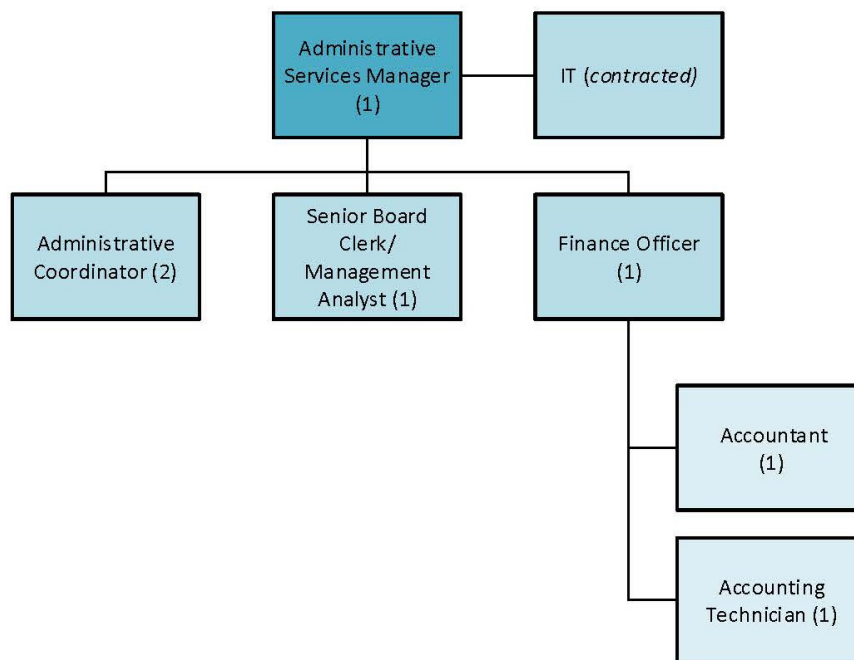 Administrative
Services Manager
(1)
IT (contracted)
Administrative
Coordinator (2)
Senior Board
Clerk/
Management
Analyst (1)
Finance Officer
(1)
Accountant
(1)
Accounting
Technician (1)